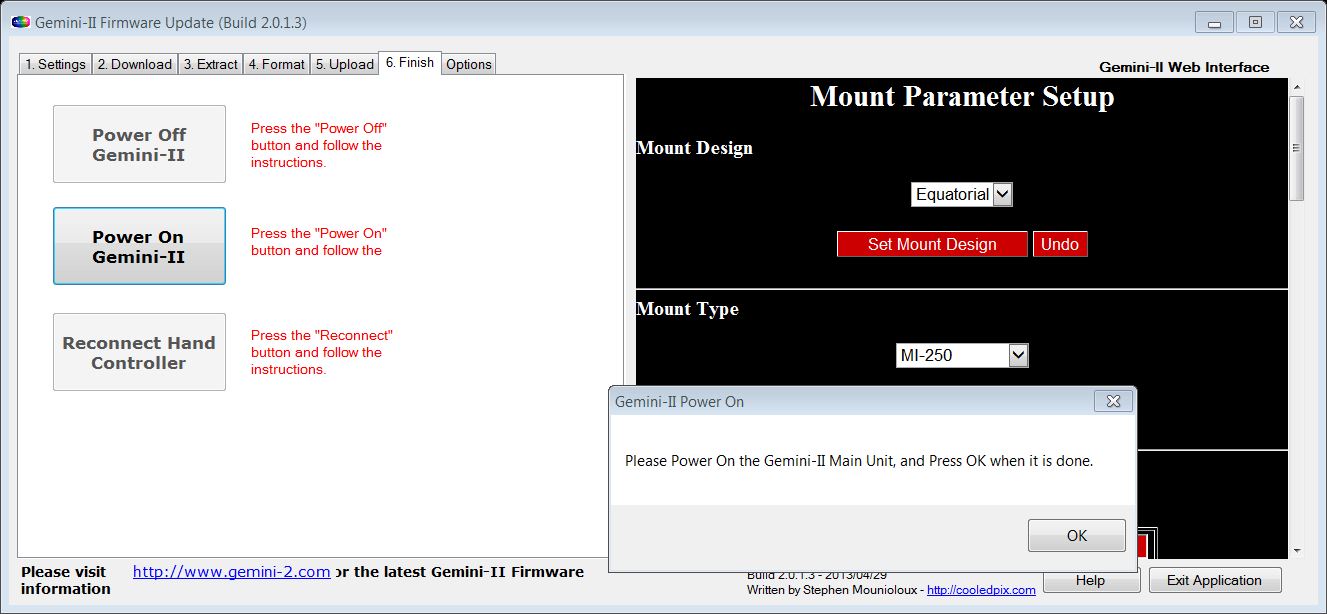 Gemini-II Firmware Update (Build 2.0.1.3)
1. Settings 2. Download 3. Extract 4. Format 5. Upload 6. Finish Options
Power Off
Gemini-II
Press the "Power Off"
button and follow the
instructions.
Power On
Gemini-II
Press the "Power On"
button and follow the
Reconnect Hand
Controller
Press the "Reconnect"
button and follow the
instructions.
Gemini-II Web Interface
Mount Parameter Setup
Mount Design
Equatorial
Set Mount Design Undo
Mount Type
MI-250
Gemini-II Power On
Please Power On the Gemini-II Main Unit, and Press OK when it is done.
OK
Please visit http://www.gemini-2.com or the latest Gemini-II Firmware
information
Build 2.0.1.3 - 2013/04/29
Written by Stephen Mounioloux - http://cooledpix.com
Help Exit Application